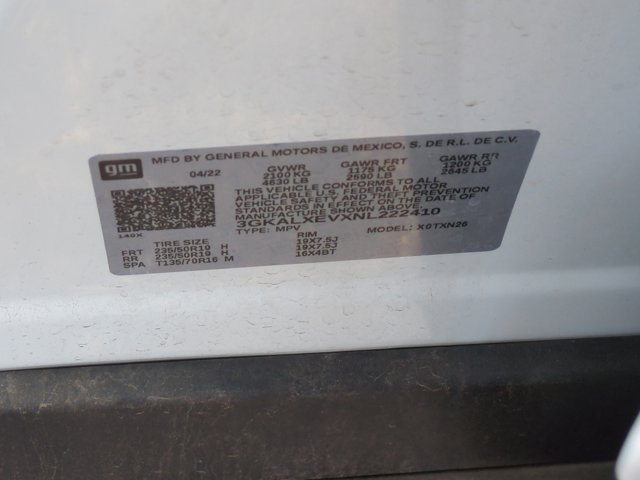 gm
MFD BY GENERAL MOTORS DE MEXICO, S. DE R.L. DE C.V.
04/22 GVWR GAWR FRT GAWR RR
2100 KG 1175 KG 1200 KG
4630 LB 2590 LB 2645 LB
THIS VEHICLE CONFORMS TO ALL
APPLICABLE U.S. FEDERAL MOTOR
VEHICLE SAFETY AND THEFT PREVENTION
STANDARDS IN EFFECT ON THE DATE OF
MANUFACTURE SHOWN ABOVE.
3GKALXEVXNL222410
TYPE: MPV MODEL: X0TXN26
149X
TIRE SIZE RIM
FRT 235/50R19 H 19X7.5J
RR 235/50R19 H 19X7.5J
SPA T135/70R16 M 16X4BT